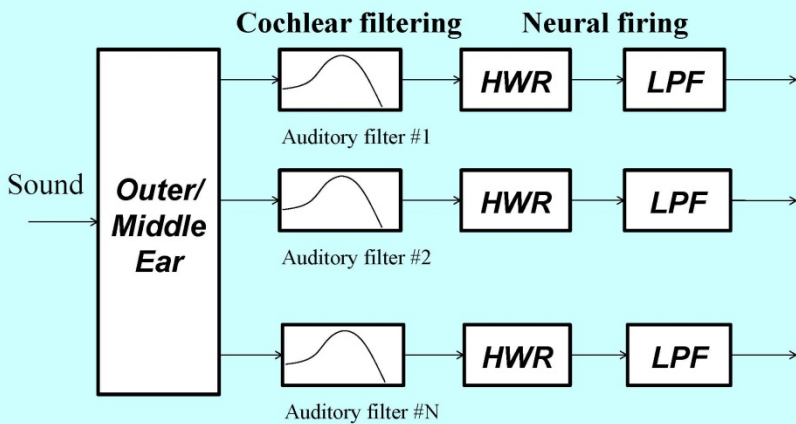 Cochlear filtering Neural firing
HWR LPF
Auditory filter #1
Sound
Outer/
Middle
Ear
HWR LPF
Auditory filter #2
HWR LPF
Auditory filter #N